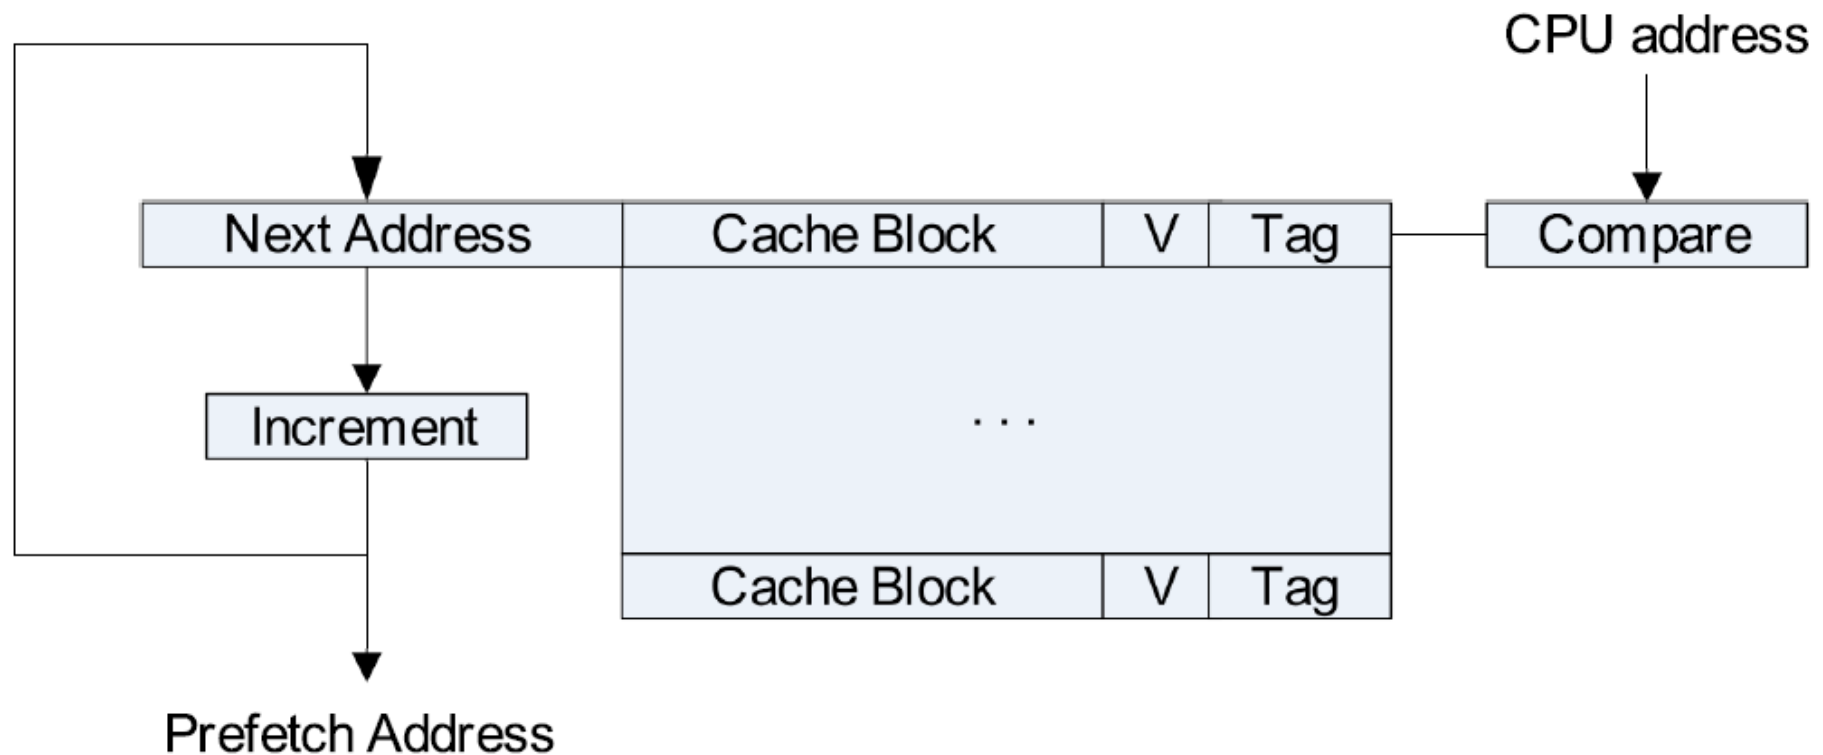 CPU address
Next Address Cache Block V Tag Compare
Increment
. . .
Cache Block V Tag
Prefetch Address